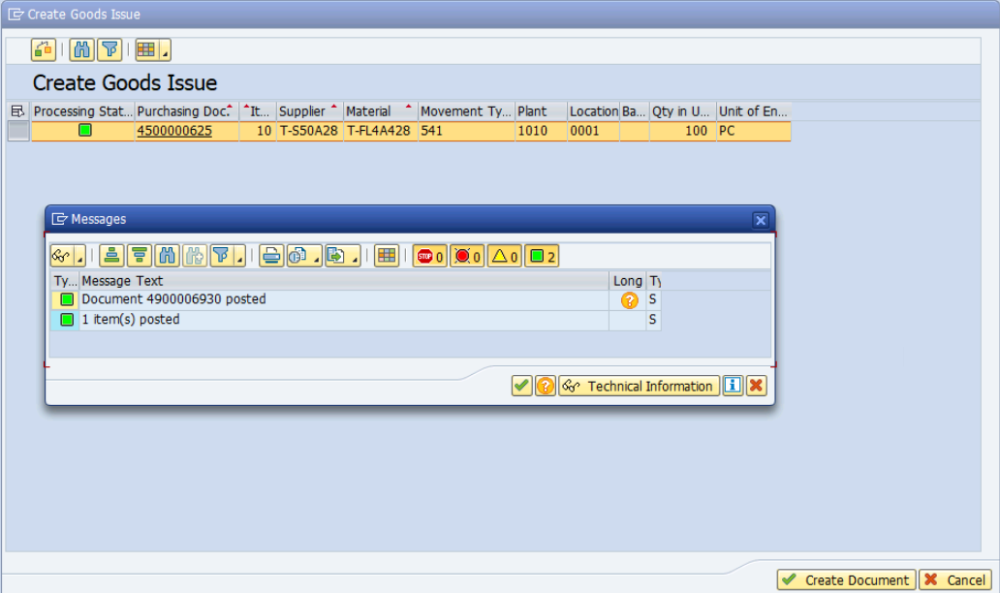 Create Goods Issue
Create Goods Issue
Processing Stat... Purchasing Doc. It... Supplier Material Movement Ty... Plant Location Ba... Qty in U... Unit of En...
4500000625 10 T-S50A28 T-FL4A428 541 1010 0001 100 PC
Messages
STOP 0 0 0 2
Ty... Message Text Long Ty
Document 4900006930 posted S
1 item(s) posted S
Technical Information
Create Document Cancel